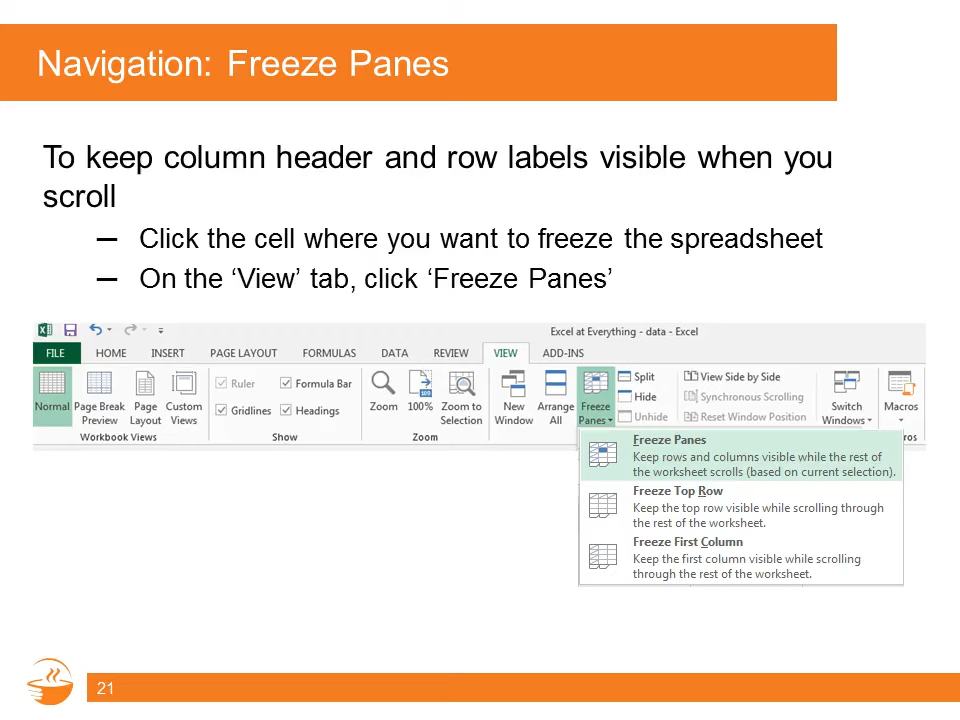 Navigation: Freeze Panes
To keep column header and row labels visible when you
scroll
— Click the cell where you want to freeze the spreadsheet
— On the ‘View’ tab, click ‘Freeze Panes’
Excel at Everything - data - Excel
FILE HOME INSERT PAGE LAYOUT FORMULAS DATA REVIEW VIEW ADD-INS
Normal Page Break Preview Page Layout Custom Views
Workbook Views
Ruler Formula Bar
Gridlines Headings
Show
Zoom 100% Zoom to Selection
Zoom
New Window Arrange All Freeze Panes
Split
Hide
Unhide
View Side by Side
Synchronous Scrolling
Reset Window Position
Switch Windows
Macros
ros
Freeze Panes
Keep rows and columns visible while the rest of
the worksheet scrolls (based on current selection).
Freeze Top Row
Keep the top row visible while scrolling through
the rest of the worksheet.
Freeze First Column
Keep the first column visible while scrolling
through the rest of the worksheet.
21